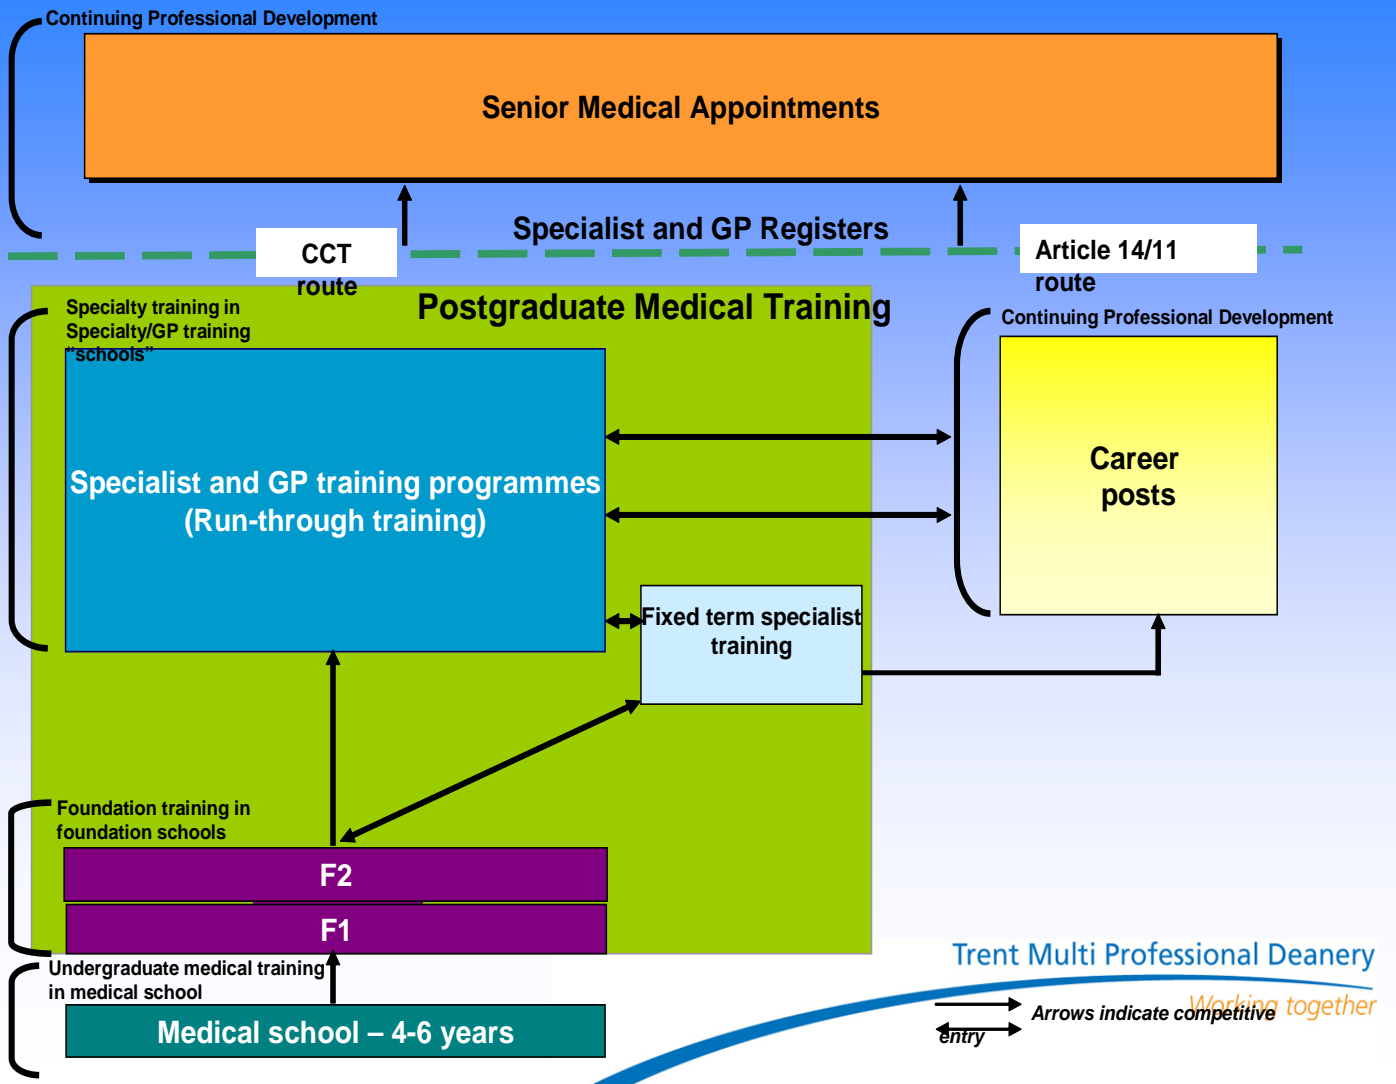 Continuing Professional Development
Senior Medical Appointments
Specialist and GP Registers
CCT
route
Article 14/11
route
Postgraduate Medical Training
Specialty training in
Specialty/GP training
“schools”
Continuing Professional Development
Specialist and GP training programmes
(Run-through training)
Career
posts
Fixed term specialist
training
Foundation training in
foundation schools
F2
F1
Undergraduate medical training
in medical school
Medical school – 4-6 years
Trent Multi Professional Deanery
Working together
Arrows indicate competitive
entry